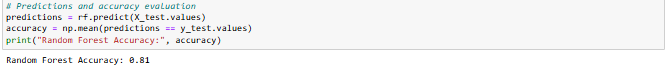 # Predictions and accuracy evaluation
predictions = rf.predict(X_test.values)
accuracy = np.mean(predictions == y_test.values)
print("Random Forest Accuracy:", accuracy)
Random Forest Accuracy: 0.81